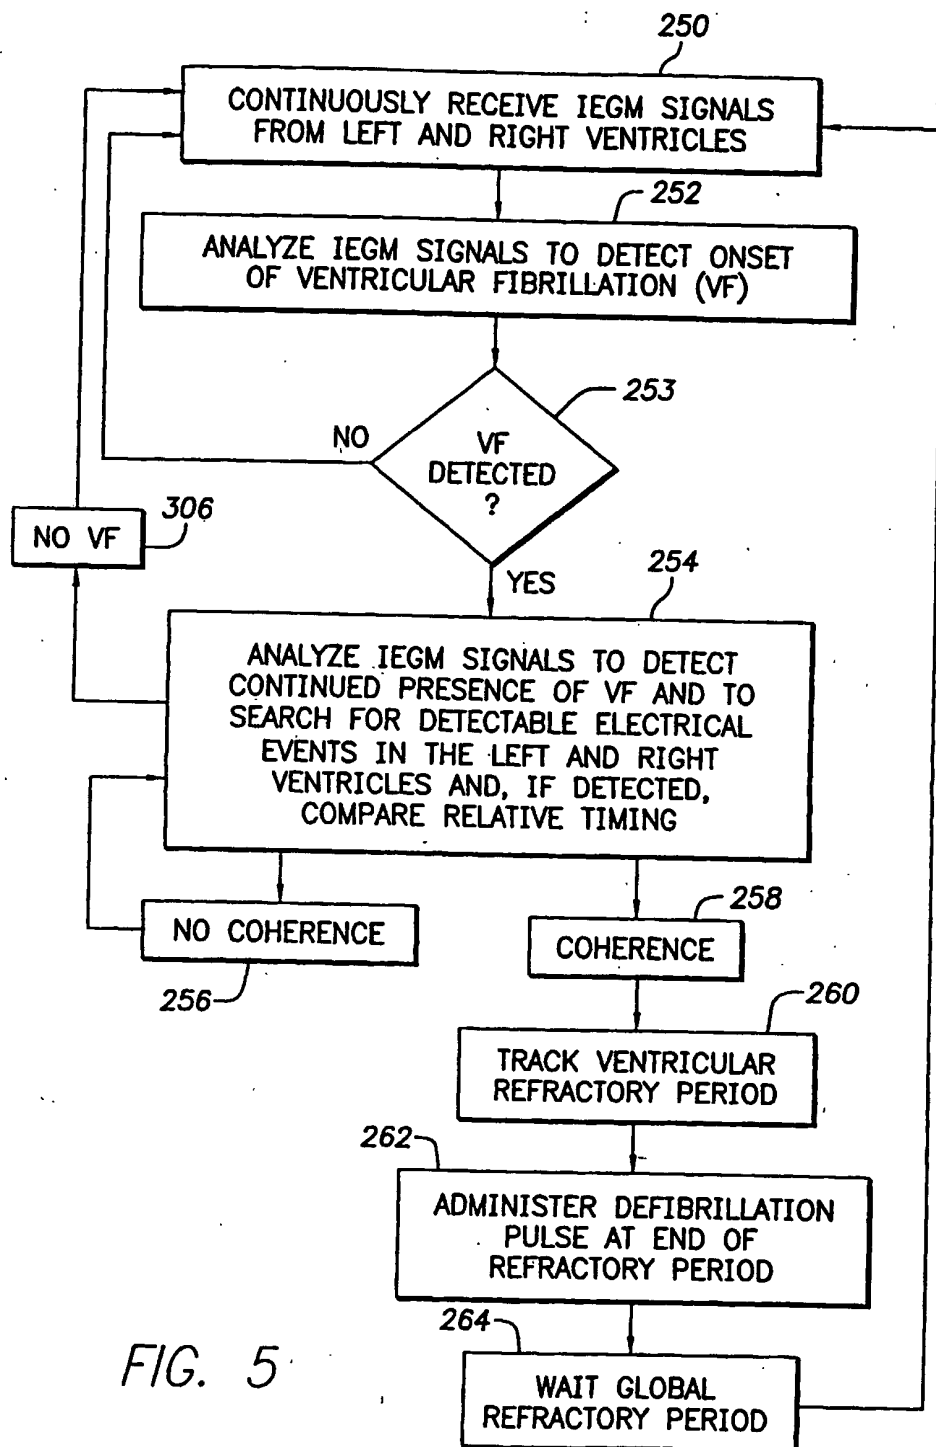 250
CONTINUOUSLY RECEIVE IEGM SIGNALS
FROM LEFT AND RIGHT VENTRICLES
252
ANALYZE IEGM SIGNALS TO DETECT ONSET
OF VENTRICULAR FIBRILLATION (VF)
253
NO
VF
DETECTED
?
306
NO VF
YES
254
ANALYZE IEGM SIGNALS TO DETECT
CONTINUED PRESENCE OF VF AND TO
SEARCH FOR DETECTABLE ELECTRICAL
EVENTS IN THE LEFT AND RIGHT
VENTRICLES AND, IF DETECTED,
COMPARE RELATIVE TIMING
NO COHERENCE
256
258
COHERENCE
260
TRACK VENTRICULAR
REFRACTORY PERIOD
262
ADMINISTER DEFIBRILLATION
PULSE AT END OF
REFRACTORY PERIOD
264
WAIT GLOBAL
REFRACTORY PERIOD
FIG. 5